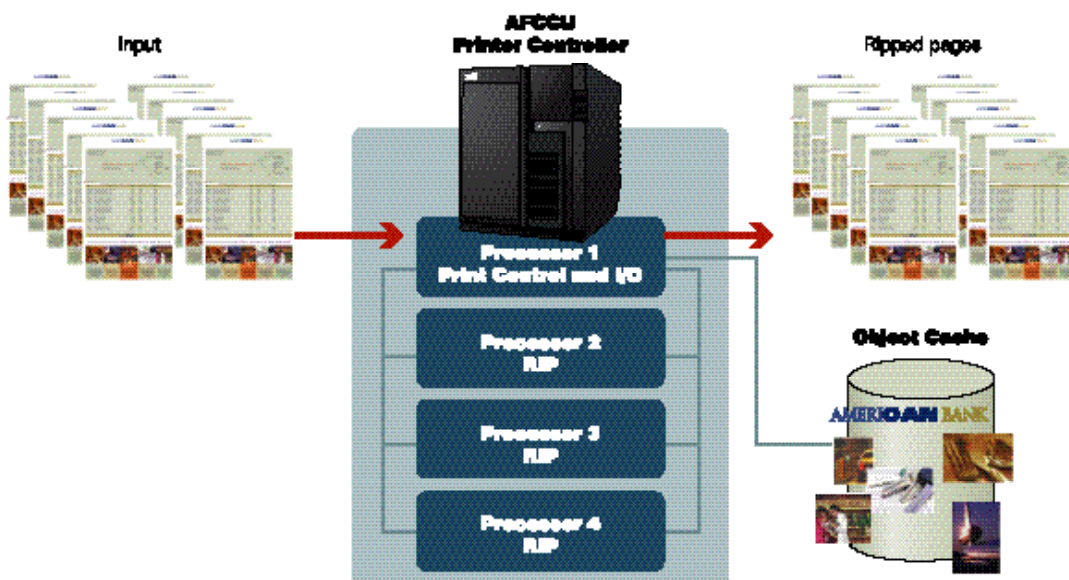 Input
AFCCU
Printer Controller
Ripped pages
Processor 1
Print Control and I/O
Processor 2
RIP
Processor 3
RIP
Processor 4
RIP
Object Cache
AMERICAN BANK